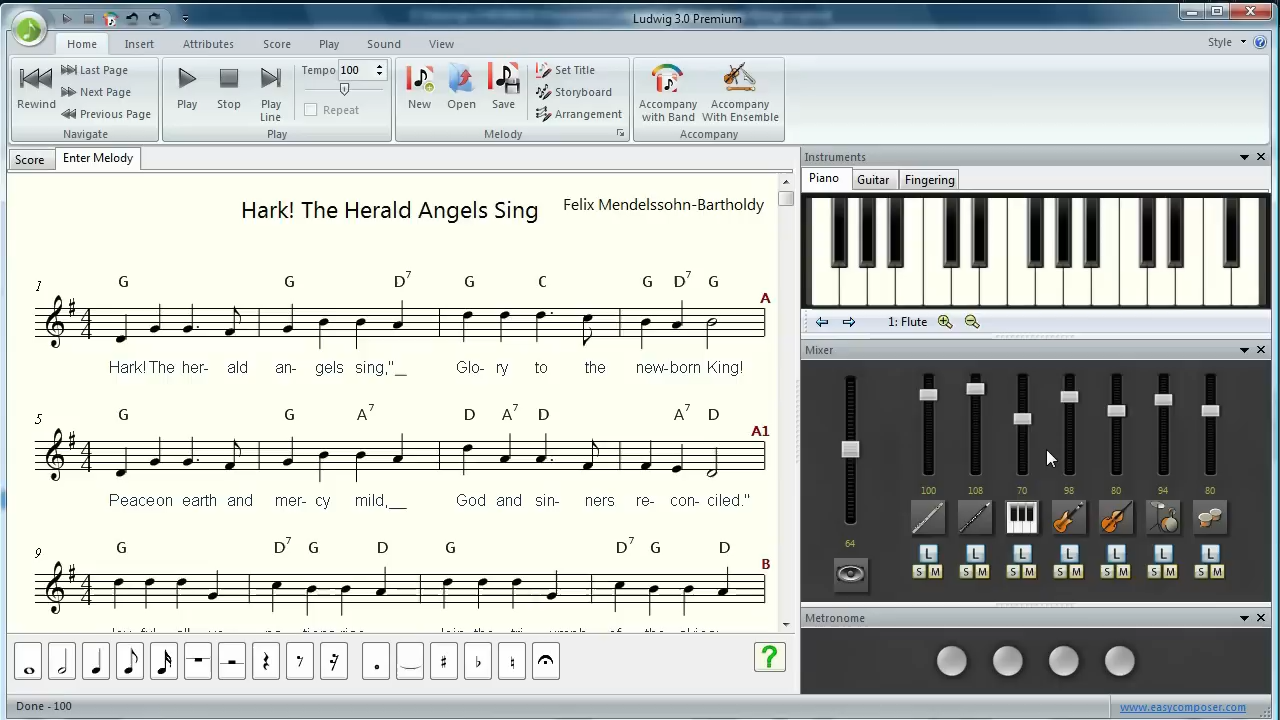 Ludwig 3.0 Premium
Home Insert Attributes Score Play Sound View Style
Rewind
Last Page
Next Page
Previous Page
Navigate
Play
Stop
Play Line
Tempo 100
Repeat
Play
New
Open
Save
Set Title
Storyboard
Arrangement
Melody
Accompany with Band
Accompany With Ensemble
Accompany
Score Enter Melody
Hark! The Herald Angels Sing
Felix Mendelssohn-Bartholdy
1 G G D7 G C G D7 G A
Hark! The her- ald an- gels sing,"__ Glo- ry to the new-born King!
5 G G A7 D A7 D A7 D A1
Peace on earth and mer- cy mild,__ God and sin- ners re- con- ciled."
9 G D7 G D G D7 G D B
Instruments
Piano Guitar Fingering
1: Flute
Mixer
100 108 70 98 80 94 80
64
L L L L L L L
S M S M S M S M S M S M S M
Metronome
?
Done - 100
www.easycomposer.com